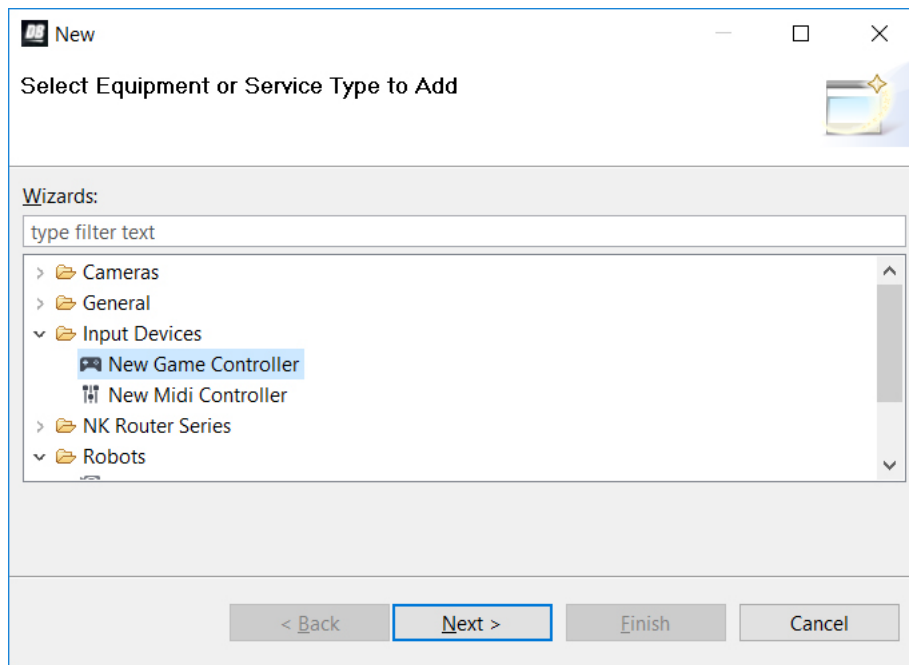 DB New
Select Equipment or Service Type to Add
Wizards:
type filter text
Cameras
General
Input Devices
New Game Controller
New Midi Controller
NK Router Series
Robots
< Back Next > Finish Cancel